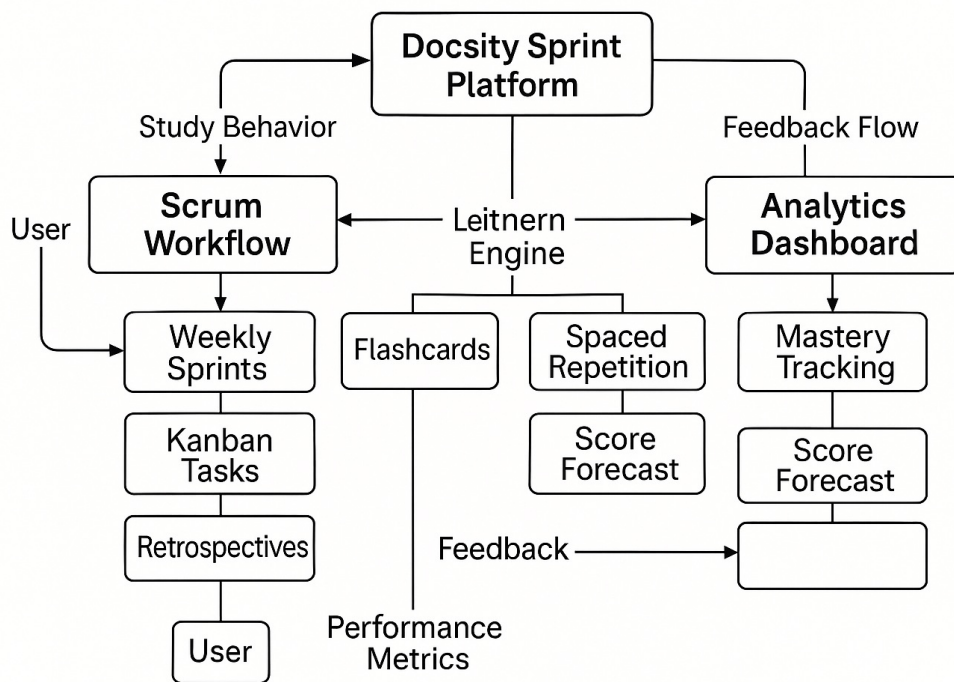 Docsity Sprint
Platform
Study Behavior
Feedback Flow
Scrum
Workflow
User
Leitnern
Engine
Analytics
Dashboard
Weekly
Sprints
Flashcards
Spaced
Repetition
Mastery
Tracking
Kanban
Tasks
Score
Forecast
Score
Forecast
Retrospectives
Feedback
User
Performance
Metrics